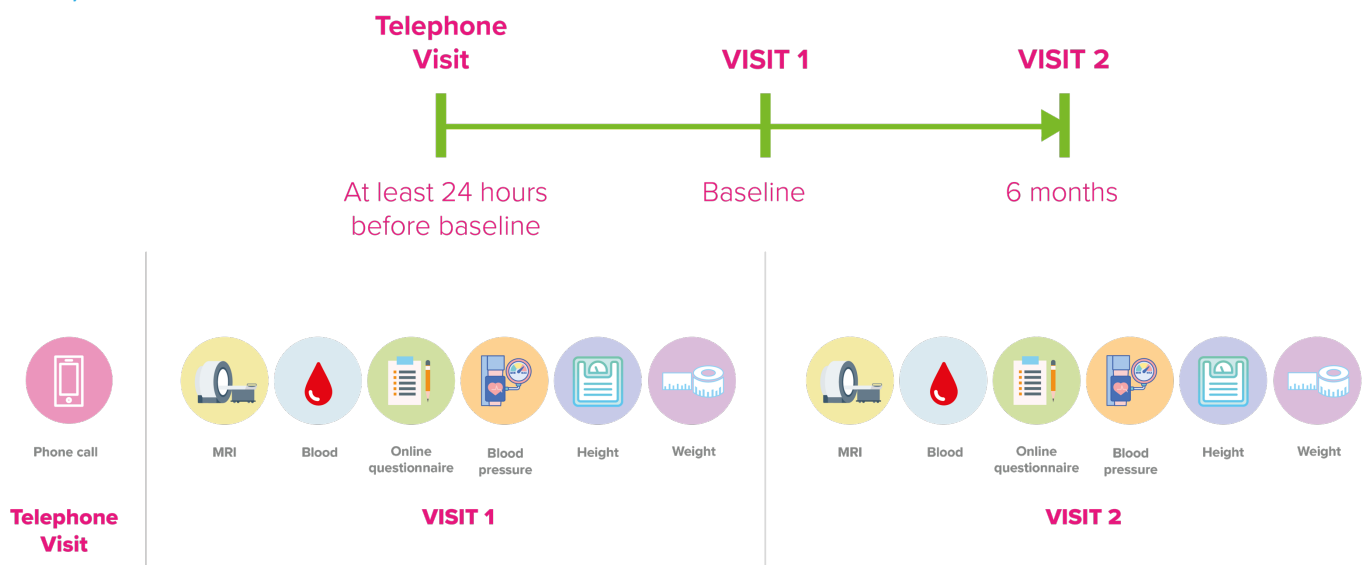 Telephone
Visit
VISIT 1
VISIT 2
At least 24 hours
before baseline
Baseline
6 months
Phone call
MRI
Blood
Online
questionnaire
Blood
pressure
Height
Weight
MRI
Blood
Online
questionnaire
Blood
pressure
Height
Weight
Telephone
Visit
VISIT 1
VISIT 2